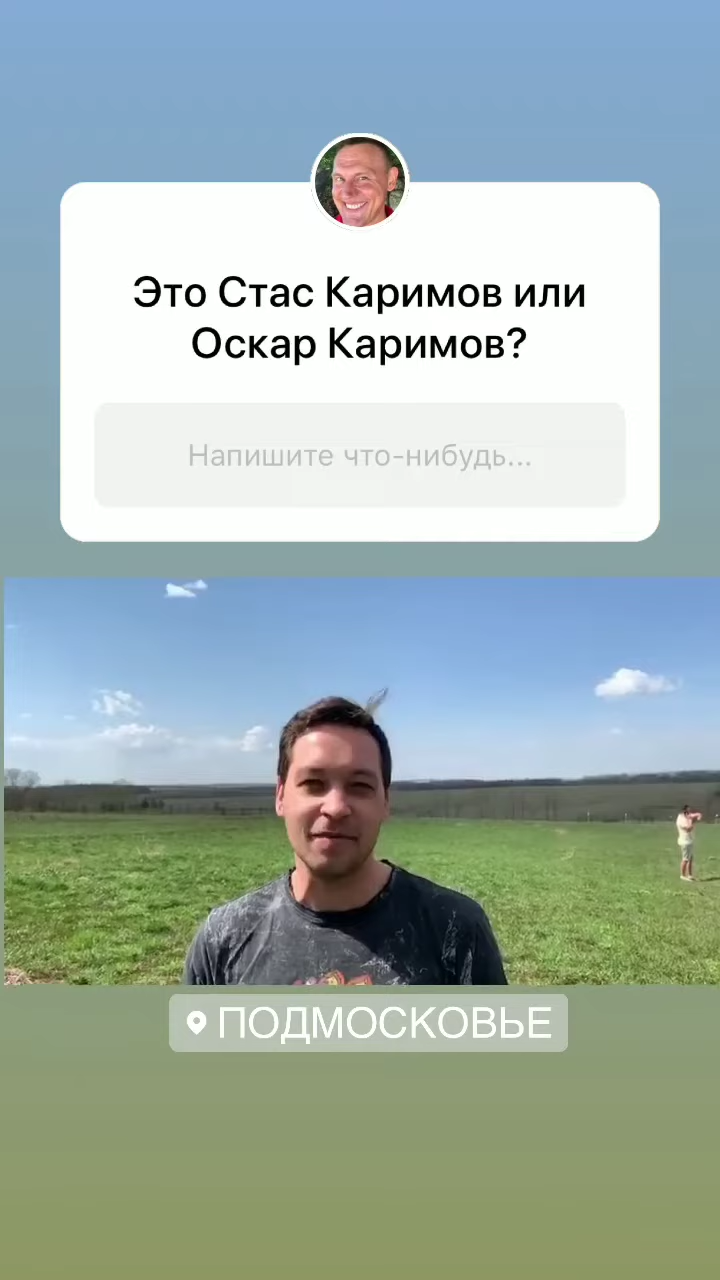 Это Стас Каримов или
Оскар Каримов?
Напишите что-нибудь...
ПОДМОСКОВЬЕ